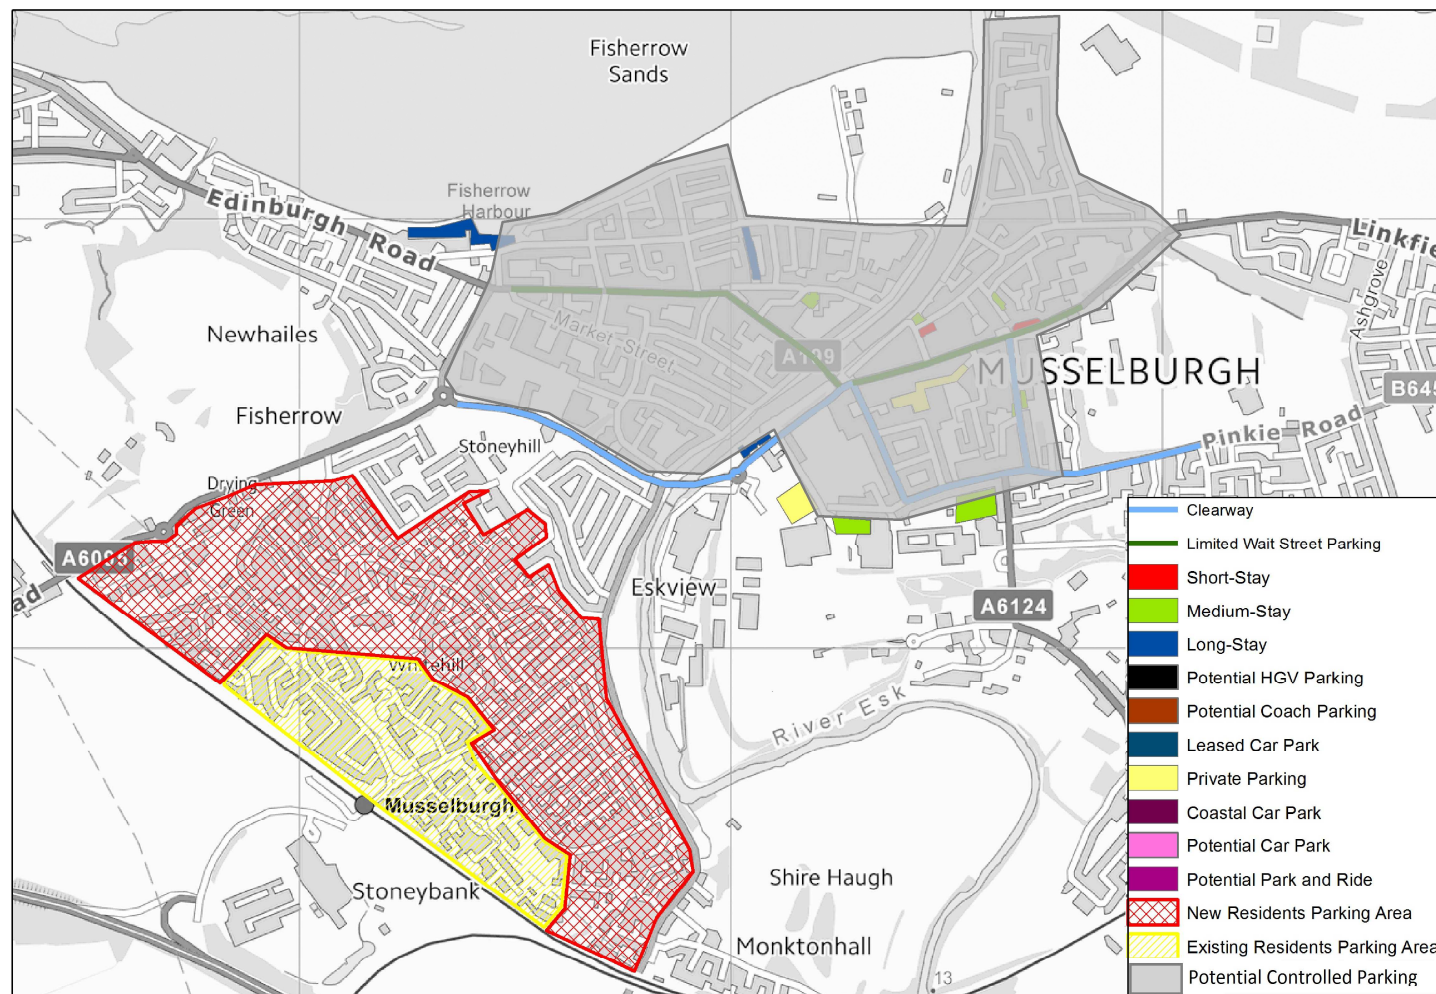 Fisherrow
Sands
Fisherrow
Harbour
Edinburgh Road
Linkfie
Ashgrove
Newhailes
Market Street
A199
MUSSELBURGH
B645
Fisherrow
Stoneyhill
Pinkie Road
Drying
Green
A6095
ad
Eskview
A6124
Whitehill
River Esk
Musselburgh
Stoneybank
Shire Haugh
Monktonhall
13
Clearway
Limited Wait Street Parking
Short-Stay
Medium-Stay
Long-Stay
Potential HGV Parking
Potential Coach Parking
Leased Car Park
Private Parking
Coastal Car Park
Potential Car Park
Potential Park and Ride
New Residents Parking Area
Existing Residents Parking Area
Potential Controlled Parking